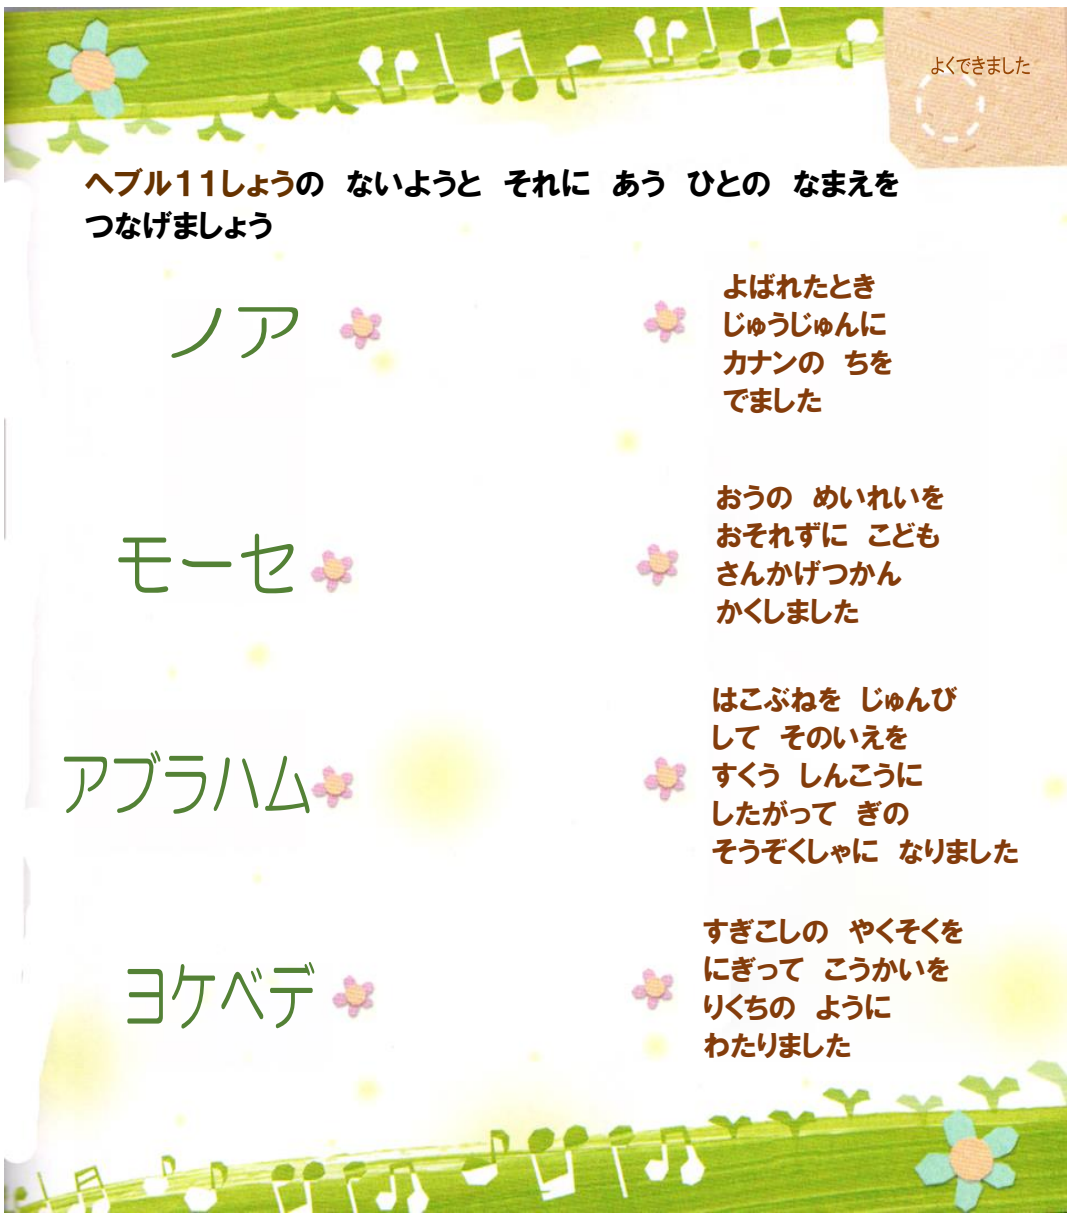 よくできました
ヘブル11しょうの ないようと それに あう ひとの なまえを
つなげましょう
ノア
よばれたとき
じゅうじゅんに
カナンの ちを
でました
モーセ
おうの めいれいを
おそれずに こども
さんかげつかん
かくしました
アブラハム
はこぶねを じゅんび
して そのいえを
すくう しんこうに
したがって ぎの
そうぞくしゃに なりました
ヨケベデ
すぎこしの やくそくを
にぎって こうかいを
りくちの ように
わたりました